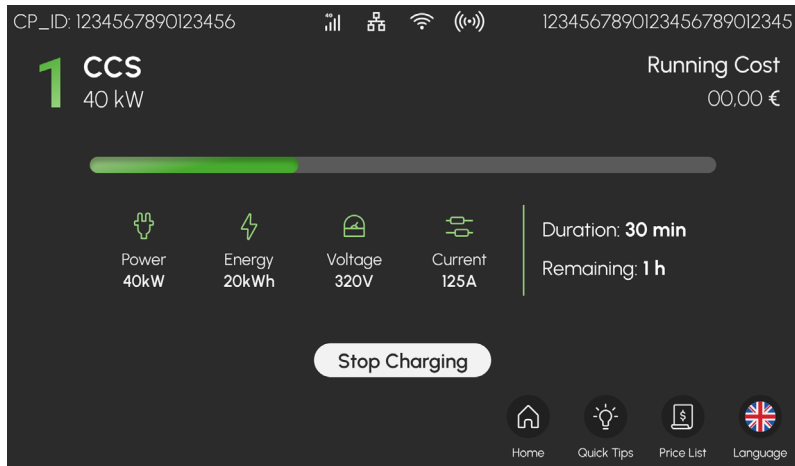 CP_ID: 1234567890123456
4G
1234567890123456789012345
1
CCS
40 kW
Running Cost
00,00 €
Power
40kW
Energy
20kWh
Voltage
320V
Current
125A
Duration: 30 min
Remaining: 1 h
Stop Charging
$
Home
Quick Tips
Price List
Language